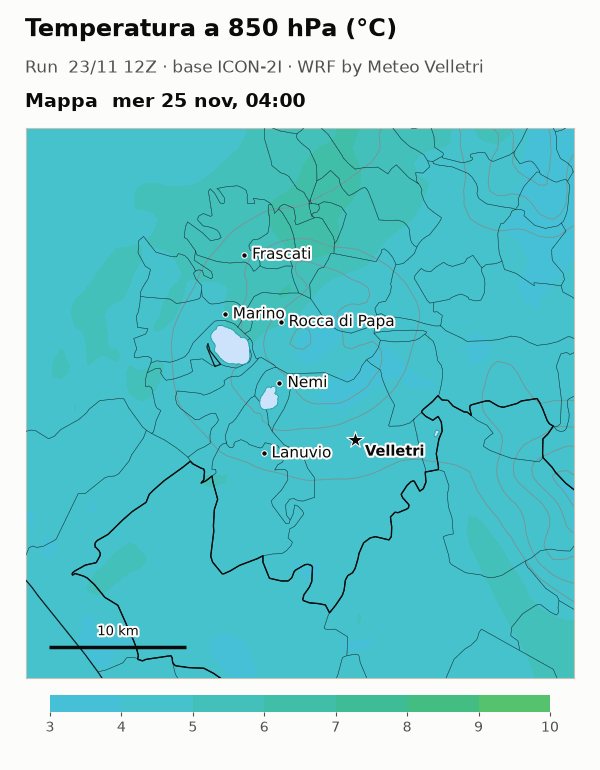 Temperatura a 850 hPa (°C)
Run  23/11 12Z · base ICON-2I · WRF by Meteo Velletri
Mappa  mer 25 nov, 04:00
Frascati
Marino
Rocca di Papa
Nemi
Velletri
Lanuvio
10 km
3 4 5 6 7 8 9 10